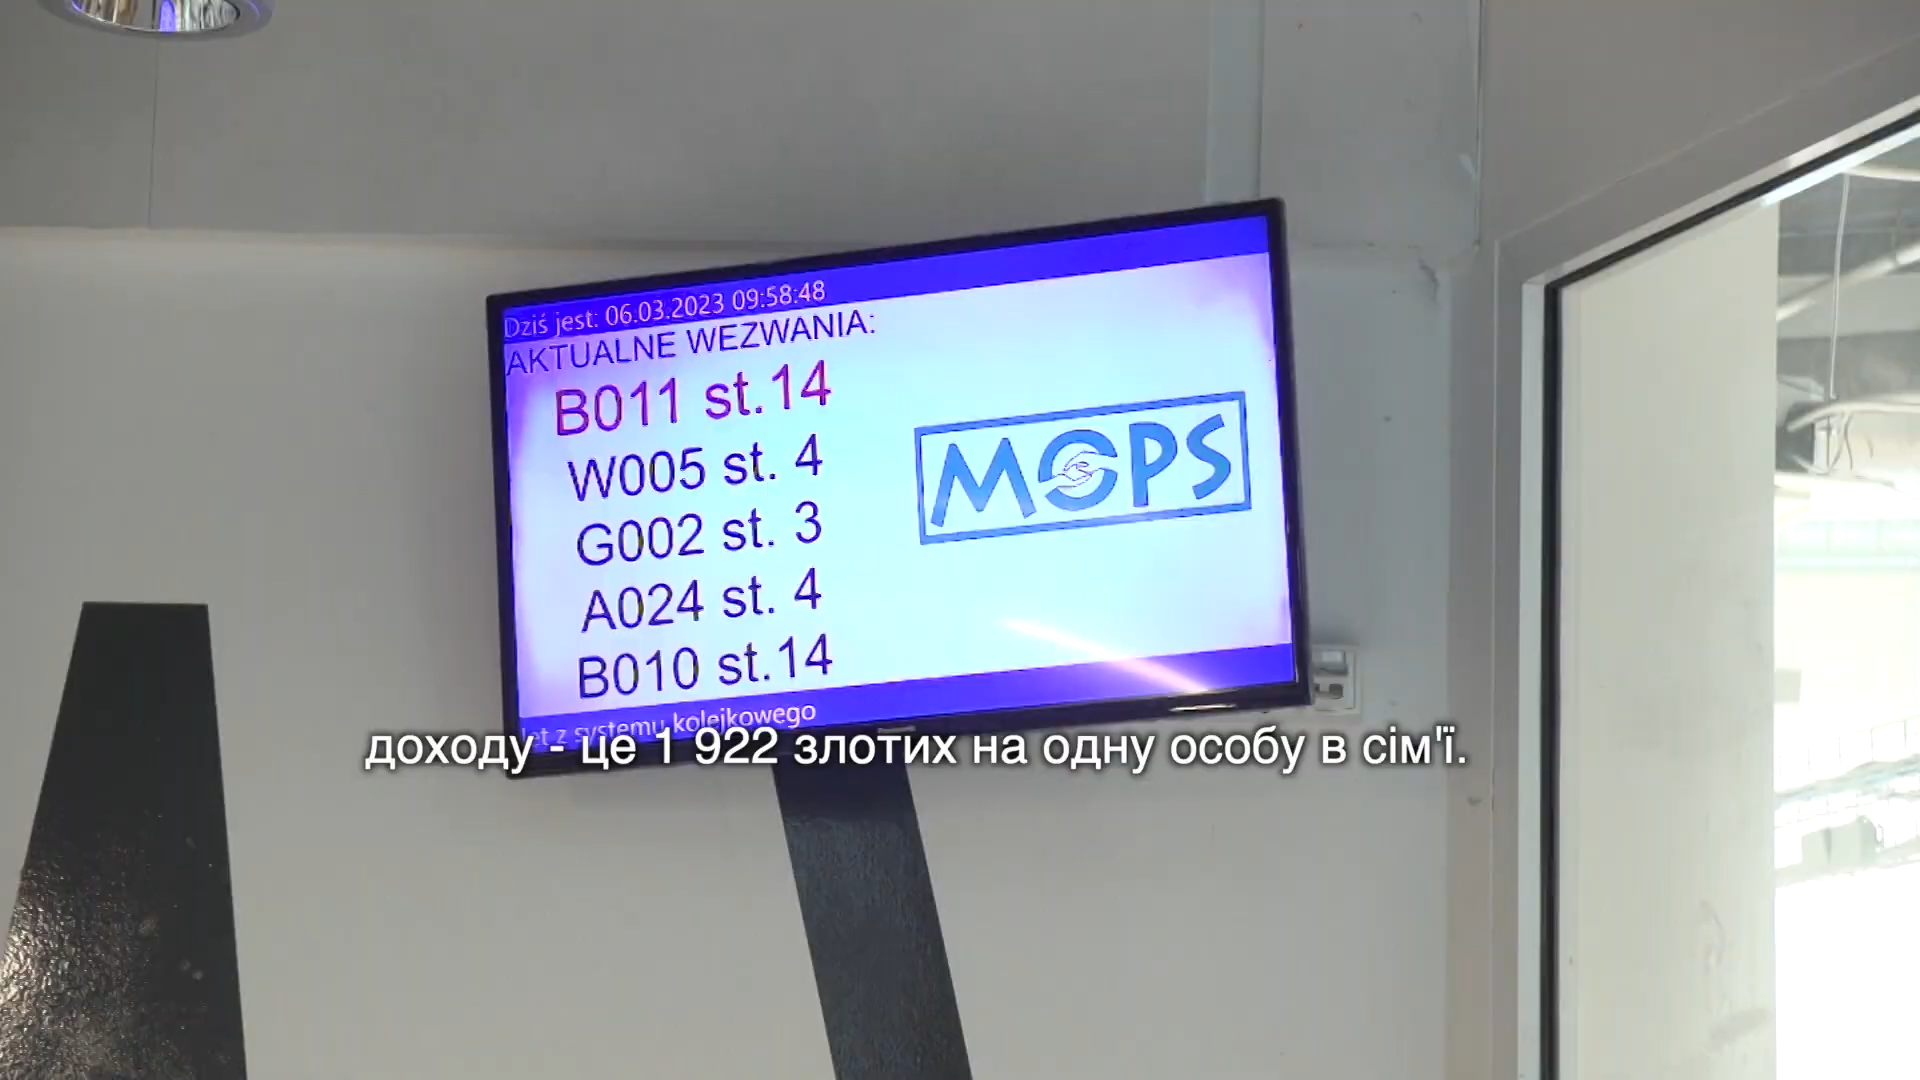 Dziś jest: 06.03.2023 09:58:48
AKTUALNE WEZWANIA:
B011 st.14
W005 st. 4
G002 st. 3
A024 st. 4
B010 st.14
MOPS
z systemu kolejkowego
доходу - це 1 922 злотих на одну особу в сім'ї.